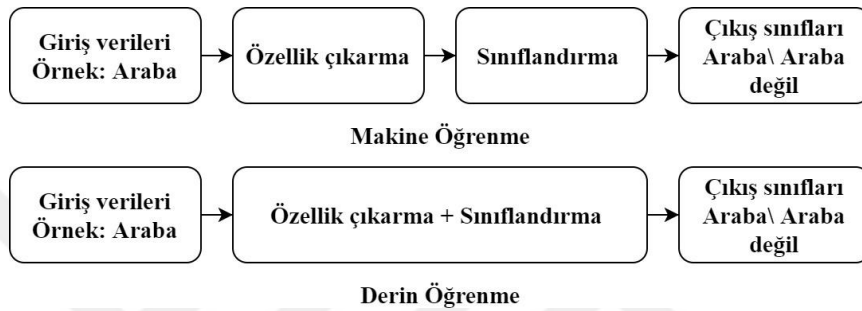 Giriş verileri
Örnek: Araba
Özellik çıkarma
Sınıflandırma
Çıkış sınıfları
Araba\ Araba
değil
Makine Öğrenme
Giriş verileri
Örnek: Araba
Özellik çıkarma + Sınıflandırma
Çıkış sınıfları
Araba\ Araba
değil
Derin Öğrenme